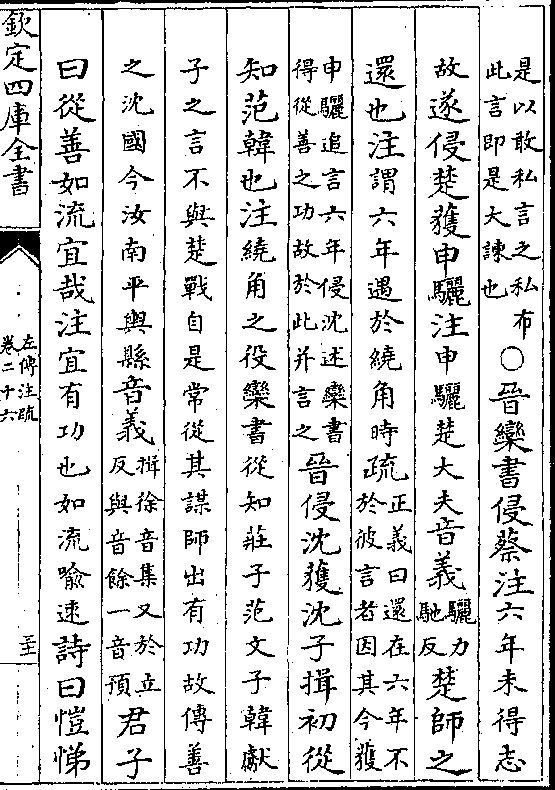 是以敢私言之私布
此言即是大諫也
○晉欒書侵蔡注六年未得志
故遂侵楚獲申驪注申驪楚大夫音義
驪力
馳反
楚師之
還也注謂六年遇於繞角時疏
正義曰還在六年不
於彼言者因其今獲
申驪追言六年侵沈述欒書
得從善之功故於此并言之
晉侵沈獲沈子揖初從
知范韓也注繞角之役欒書從知莊子范文子韓獻
子之言不與楚戰自是常從其謀師出有功故傳善
之沈國今汝南平輿縣音義
揖徐音集又於立
反輿音餘一音預
君子
曰從善如流宜哉注宜有功也如流喻速詩曰愷悌
欽定四庫全書
左傳注疏
卷二十六